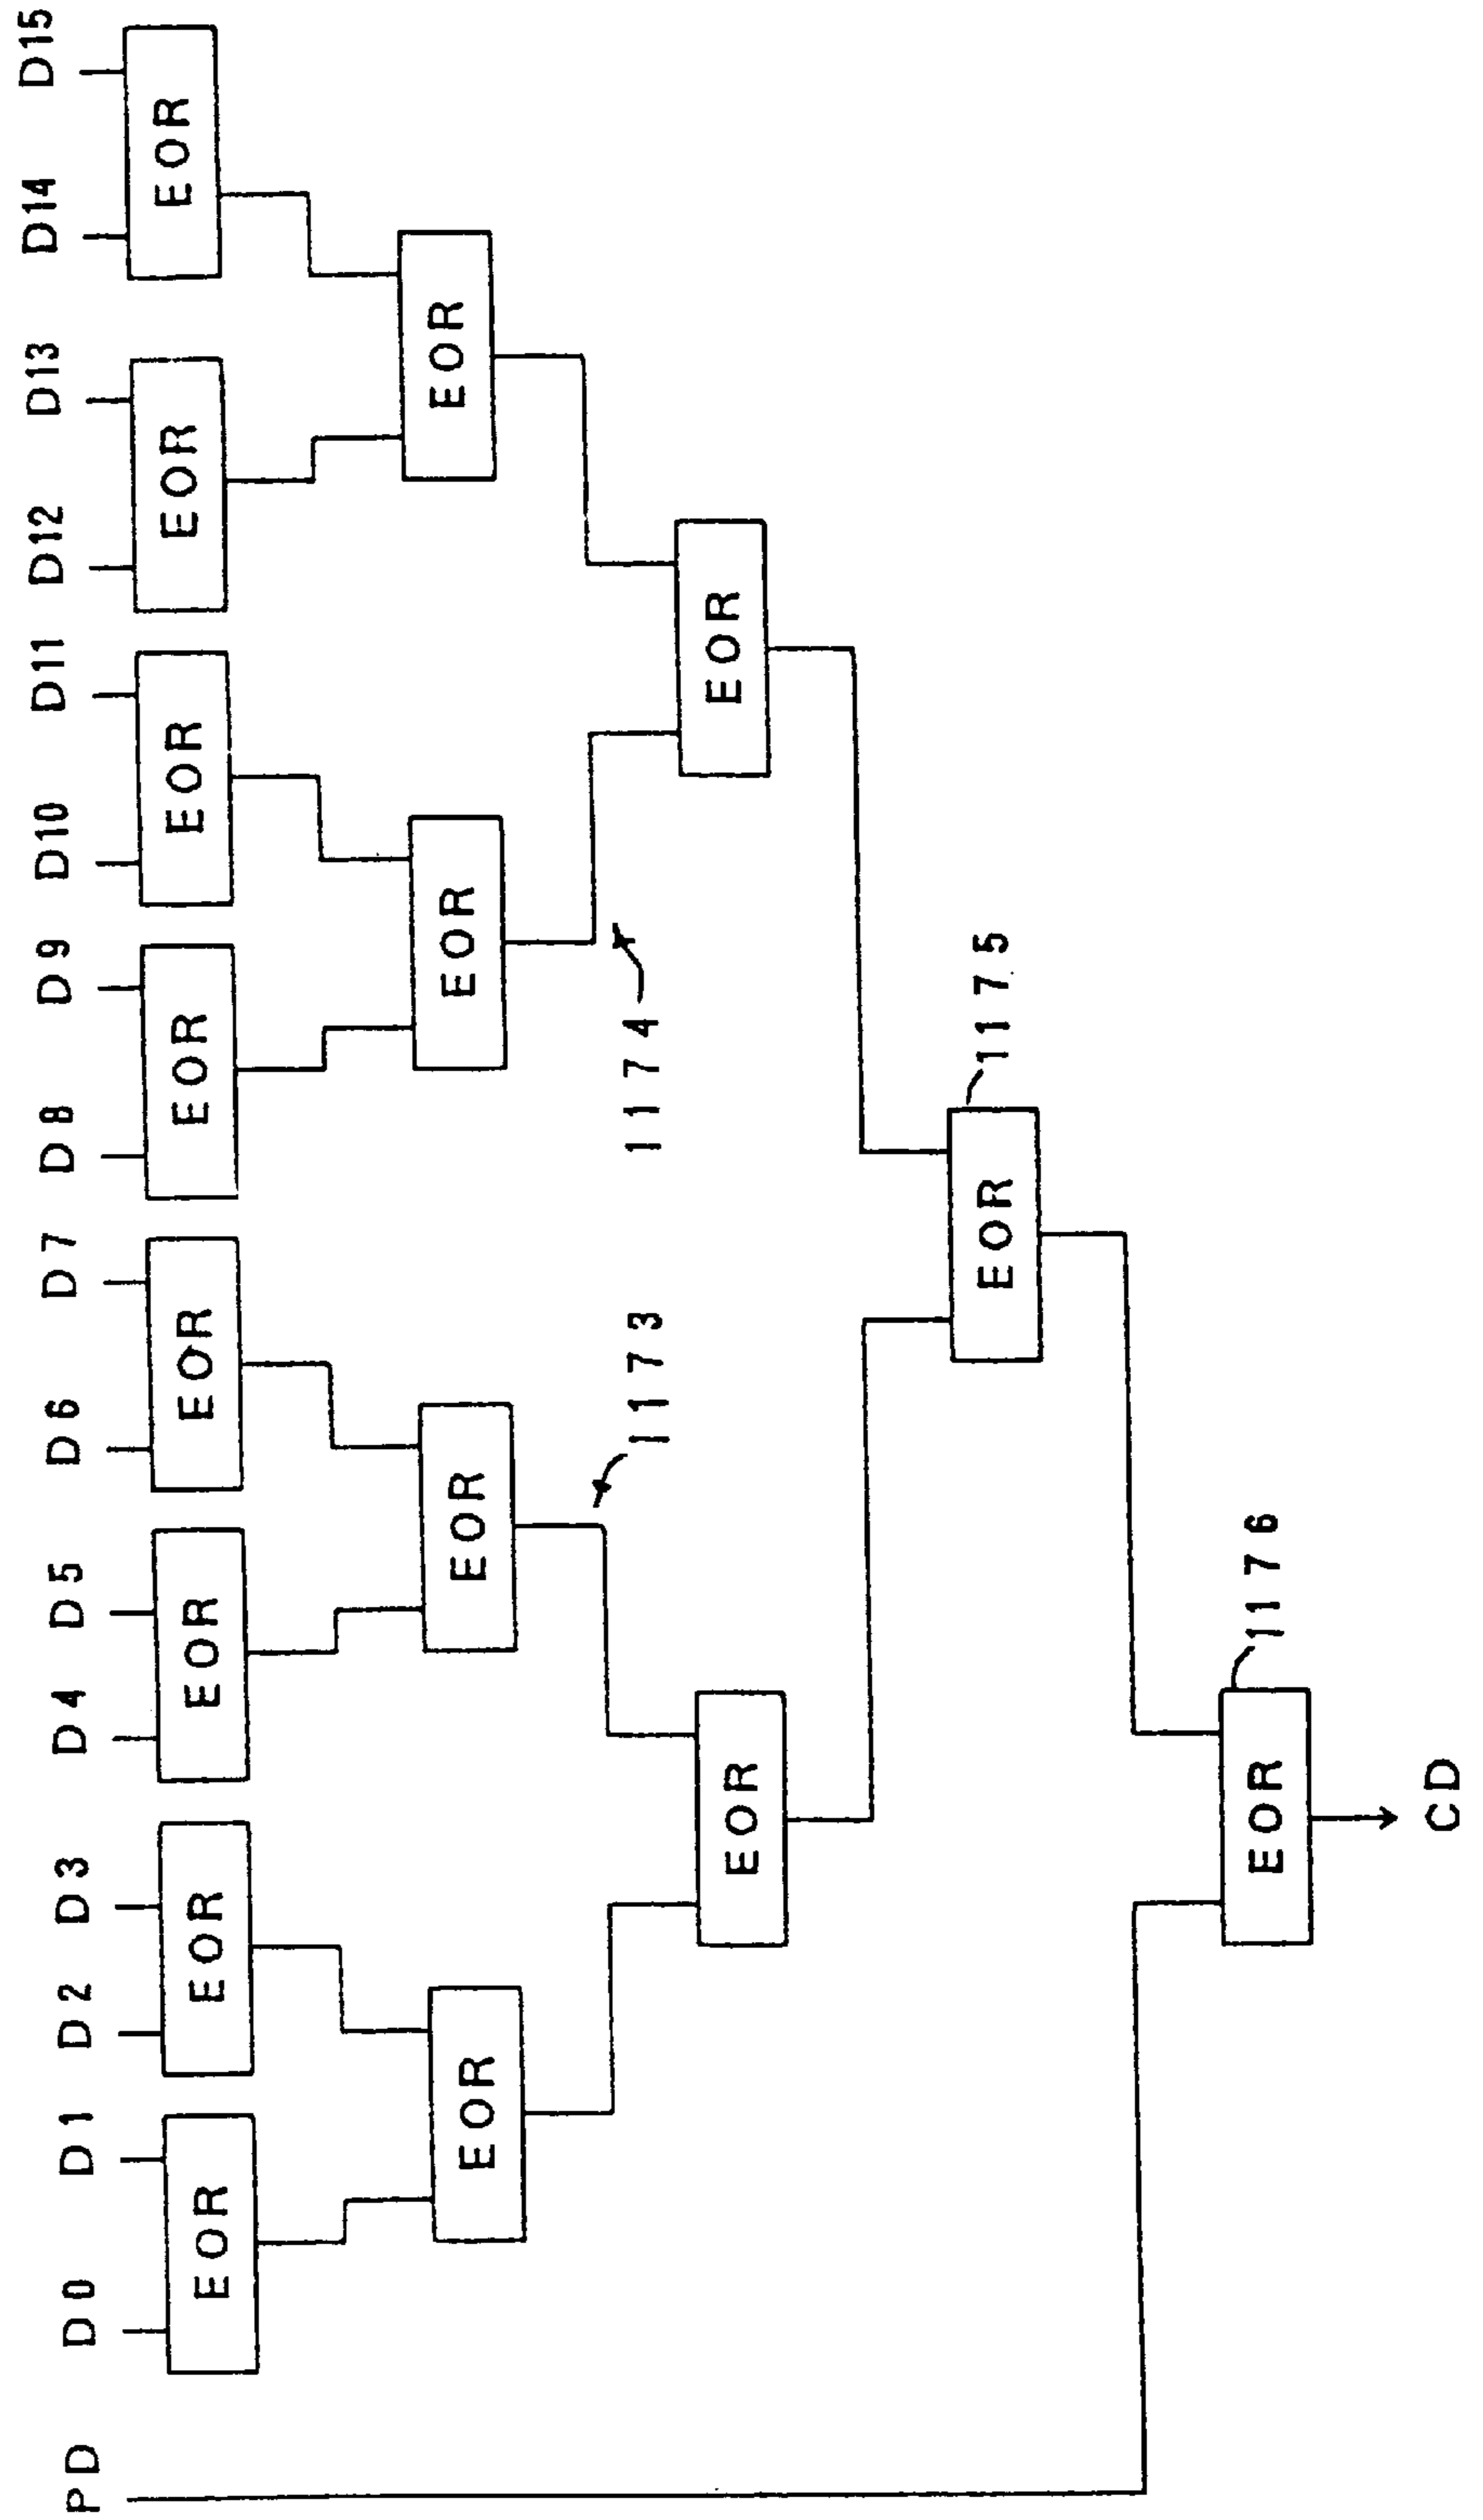 PD D0 D1 D2 D3 D4 D5 D6 D7 D8 D9 D10 D11 D12 D13 D14 D15
EOR EOR EOR EOR EOR EOR EOR EOR
EOR EOR EOR EOR
1173 1174
EOR EOR
EOR 1175
EOR 1176
CD